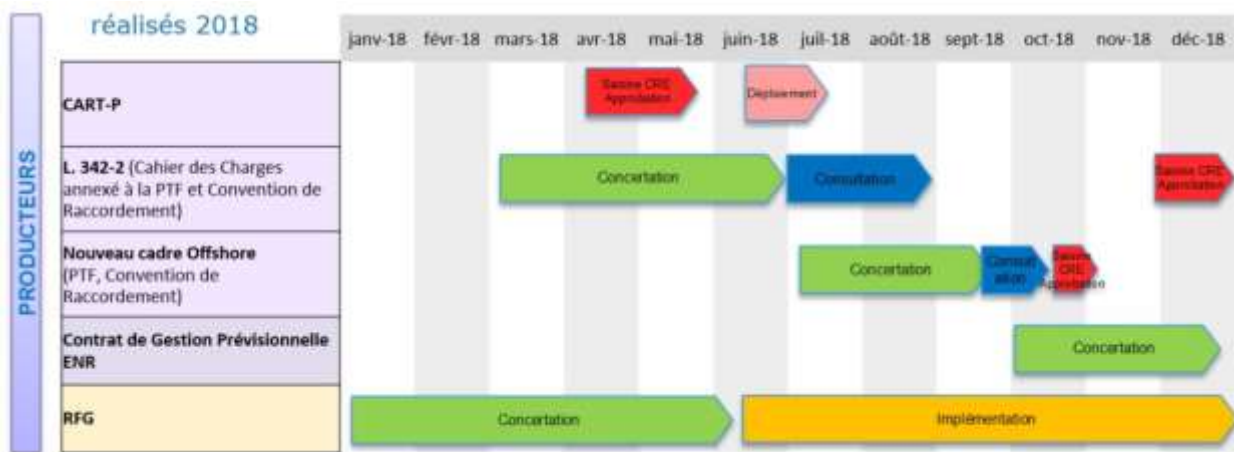 réalisés 2018
janv-18 févr-18 mars-18 avr-18 mai-18 juin-18 juil-18 août-18 sept-18 oct-18 nov-18 déc-18
PRODUCTEURS
CART-P
Saisine CRE
Approbation
Déploiement
L. 342-2 (Cahier des Charges
annexé à la PTF et Convention de
Raccordement)
Concertation
Consultation
Saisine CRE
Approbation
Nouveau cadre Offshore
(PTF, Convention de
Raccordement)
Concertation
Consult
ation
Saisine
CRE
Approbation
Contrat de Gestion Prévisionnelle
ENR
Concertation
RFG
Concertation
Implémentation